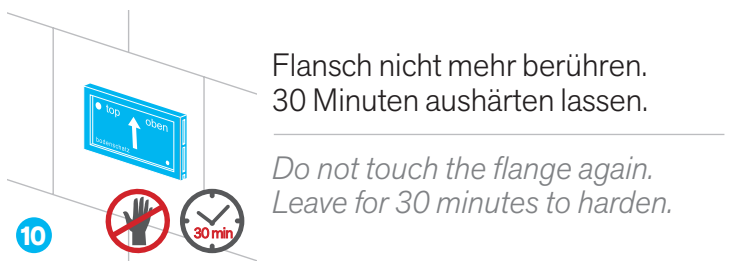 top
oben
bodenschatz
30 min
10
Flansch nicht mehr berühren.
30 Minuten aushärten lassen.
Do not touch the flange again.
Leave for 30 minutes to harden.